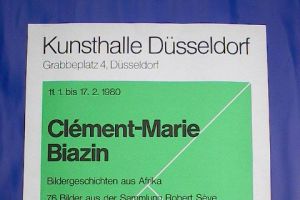 Kunsthalle Düsseldorf
Grabbeplatz 4, Düsseldorf
11. 1. bis 17. 2. 1980
Clément-Marie
Biazin
Bildergeschichten aus Afrika
76 Bilder aus der Sammlung Robert Sève